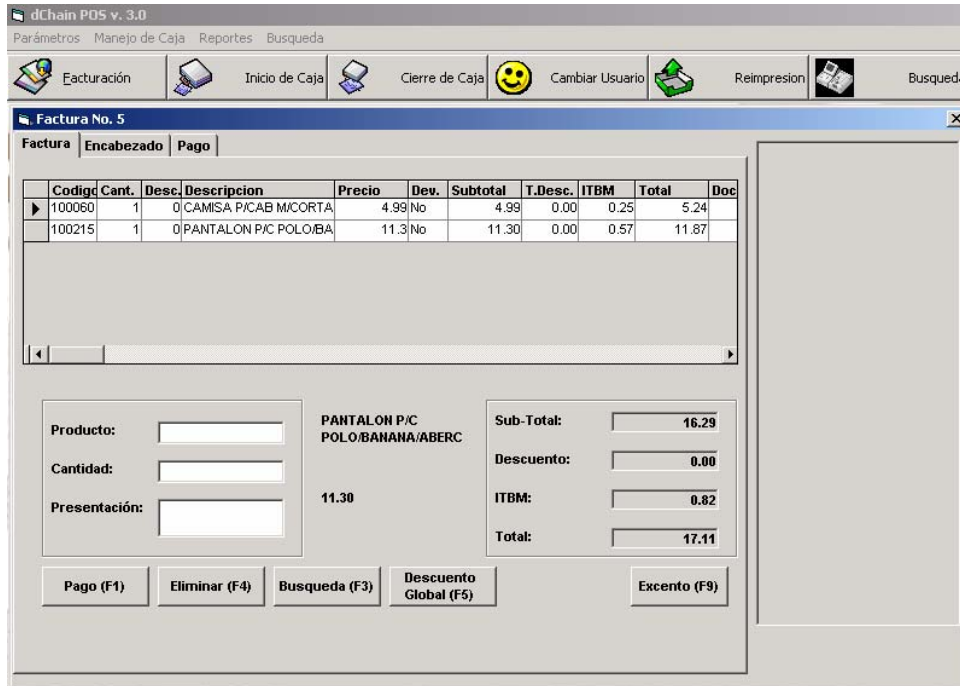 dChain POS v. 3.0
Parámetros Manejo de Caja Reportes Busqueda
Facturación Inicio de Caja Cierre de Caja Cambiar Usuario Reimpresion Busqued
Factura No. 5
Factura Encabezado Pago
Codigo Cant. Desc. Descripcion Precio Dev. Subtotal T.Desc. ITBM Total Doc
100060 1 0 CAMISA P/CAB M/CORTA 4.99 No 4.99 0.00 0.25 5.24
100215 1 0 PANTALON P/C POLO/BA 11.3 No 11.30 0.00 0.57 11.87
Producto:
Cantidad:
Presentación:
PANTALON P/C
POLO/BANANA/ABERC
11.30
Sub-Total: 16.29
Descuento: 0.00
ITBM: 0.82
Total: 17.11
Pago (F1) Eliminar (F4) Busqueda (F3) Descuento Global (F5) Excento (F9)